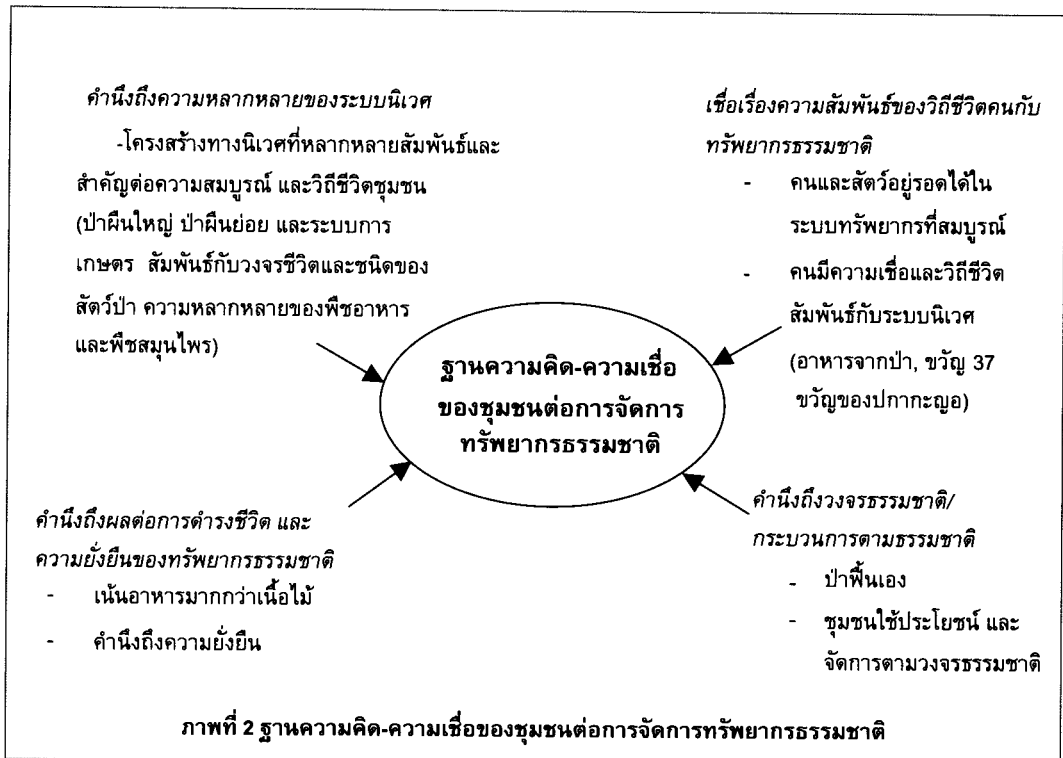 คำนึงถึงความหลากหลายของระบบนิเวศ
-โครงสร้างทางนิเวศที่หลากหลายสัมพันธ์และ
สำคัญต่อความสมบูรณ์ และวิถีชีวิตชุมชน
(ป่าผืนใหญ่ ป่าผืนย่อย และระบบการ
เกษตร สัมพันธ์กับวงจรชีวิตและชนิดของ
สัตว์ป่า ความหลากหลายของพืชอาหาร
และพืชสมุนไพร)
เชื่อเรื่องความสัมพันธ์ของวิถีชีวิตคนกับ
ทรัพยากรธรรมชาติ
- คนและสัตว์อยู่รอดได้ใน
ระบบทรัพยากรที่สมบูรณ์
- คนมีความเชื่อและวิถีชีวิต
สัมพันธ์กับระบบนิเวศ
(อาหารจากป่า, ขวัญ 37
ขวัญของปกากะญอ)
ฐานความคิด-ความเชื่อ
ของชุมชนต่อการจัดการ
ทรัพยากรธรรมชาติ
คำนึงถึงผลต่อการดำรงชีวิต และ
ความยั่งยืนของทรัพยากรธรรมชาติ
- เน้นอาหารมากกว่าเนื้อไม้
- คำนึงถึงความยั่งยืน
คำนึงถึงวงจรธรรมชาติ/
กระบวนการตามธรรมชาติ
- ป่าฟื้นเอง
- ชุมชนใช้ประโยชน์ และ
จัดการตามวงจรธรรมชาติ
ภาพที่ 2 ฐานความคิด-ความเชื่อของชุมชนต่อการจัดการทรัพยากรธรรมชาติ